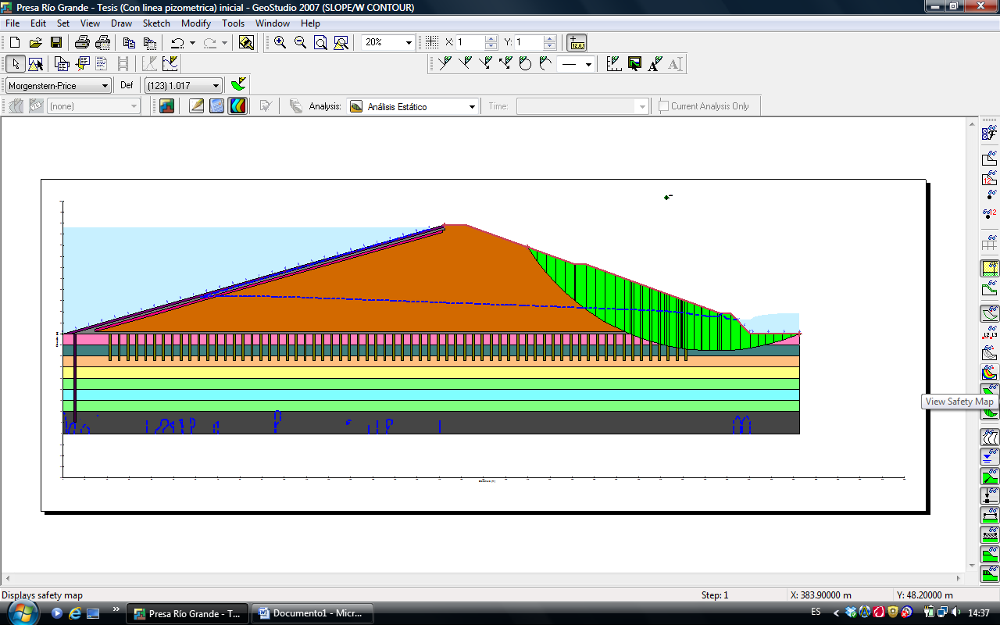 Presa Río Grande - Tesis (Con linea pizometrica) inicial - GeoStudio 2007 (SLOPE/W CONTOUR)
File Edit Set View Draw Sketch Modify Tools Window Help
20% X: 1 Y: 1
Morgenstern-Price Def (123) 1.017
(none) Analysis: Análisis Estático Time: Current Analysis Only
View Safety Map
Displays safety map Step: 1 X: 383.90000 m Y: 48.20000 m
Presa Río Grande - T... Documento1 - Micr... ES 14:37